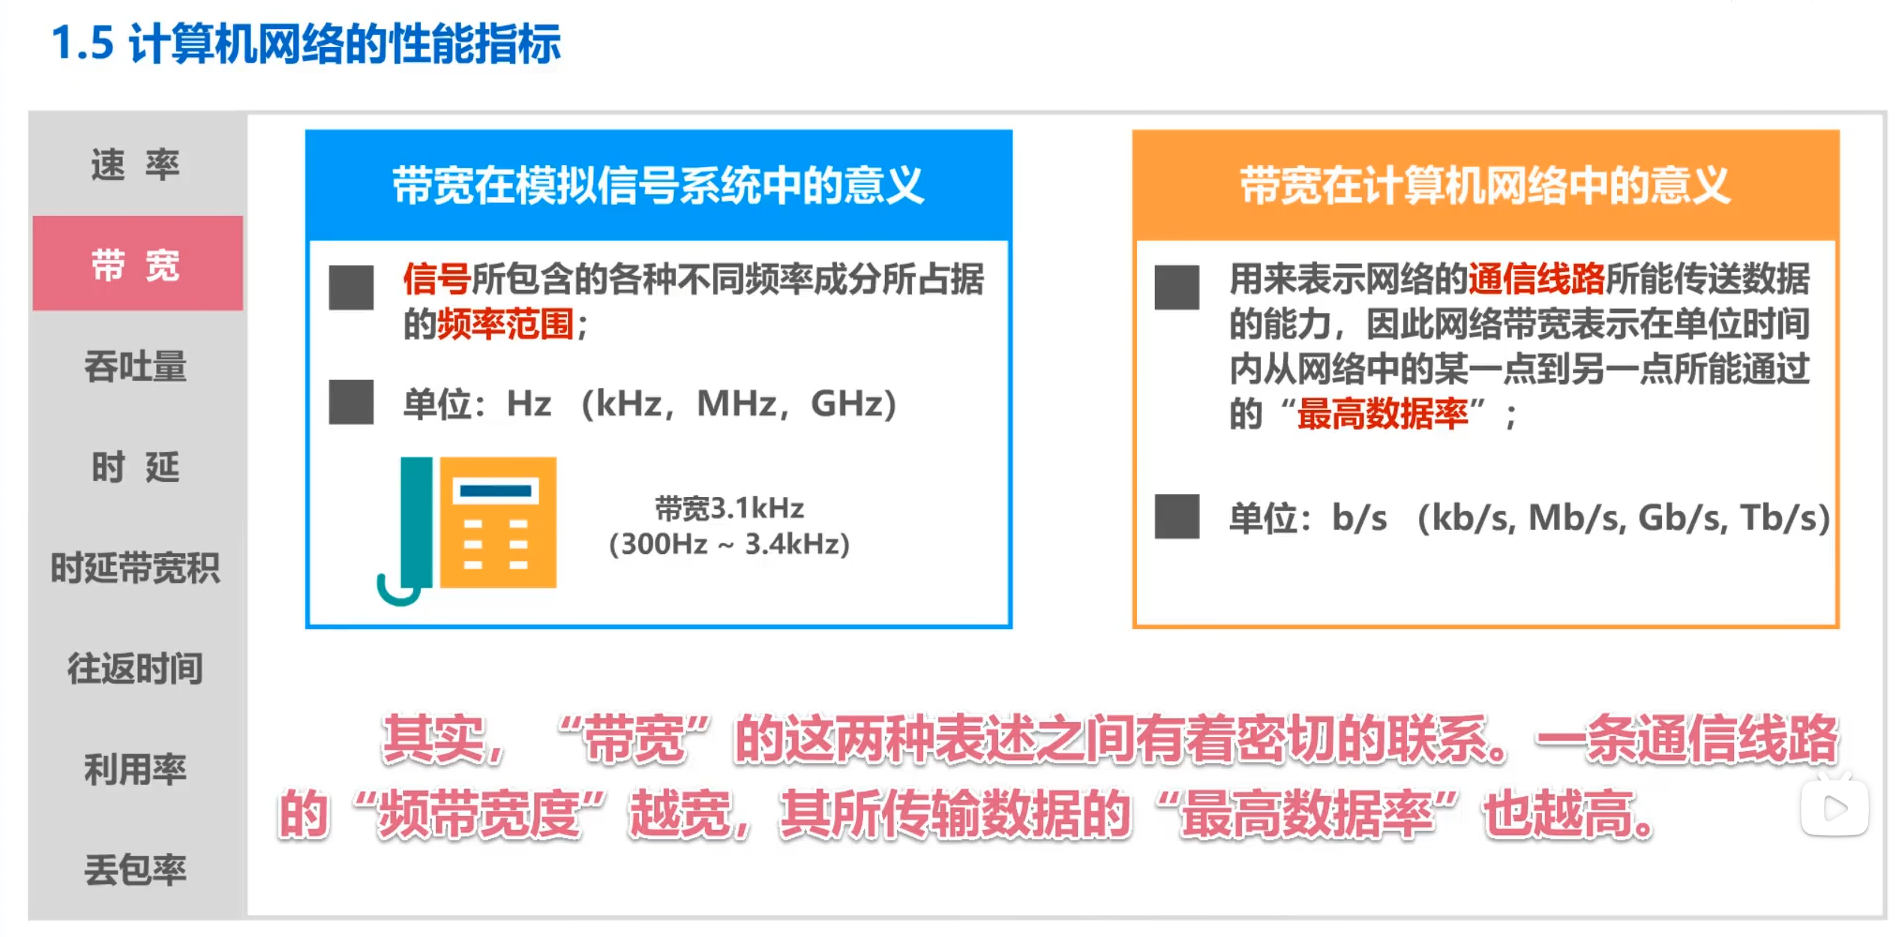 1.5 计算机网络的性能指标
速 率
带 宽
吞吐量
时 延
时延带宽积
往返时间
利用率
丢包率
带宽在模拟信号系统中的意义
信号所包含的各种不同频率成分所占据
的频率范围；
单位：Hz （kHz，MHz，GHz）
带宽3.1kHz
(300Hz ~ 3.4kHz)
带宽在计算机网络中的意义
用来表示网络的通信线路所能传送数据
的能力，因此网络带宽表示在单位时间
内从网络中的某一点到另一点所能通过
的“最高数据率”；
单位：b/s （kb/s, Mb/s, Gb/s, Tb/s）
其实，“带宽”的这两种表述之间有着密切的联系。一条通信线路
的“频带宽度”越宽，其所传输数据的“最高数据率”也越高。